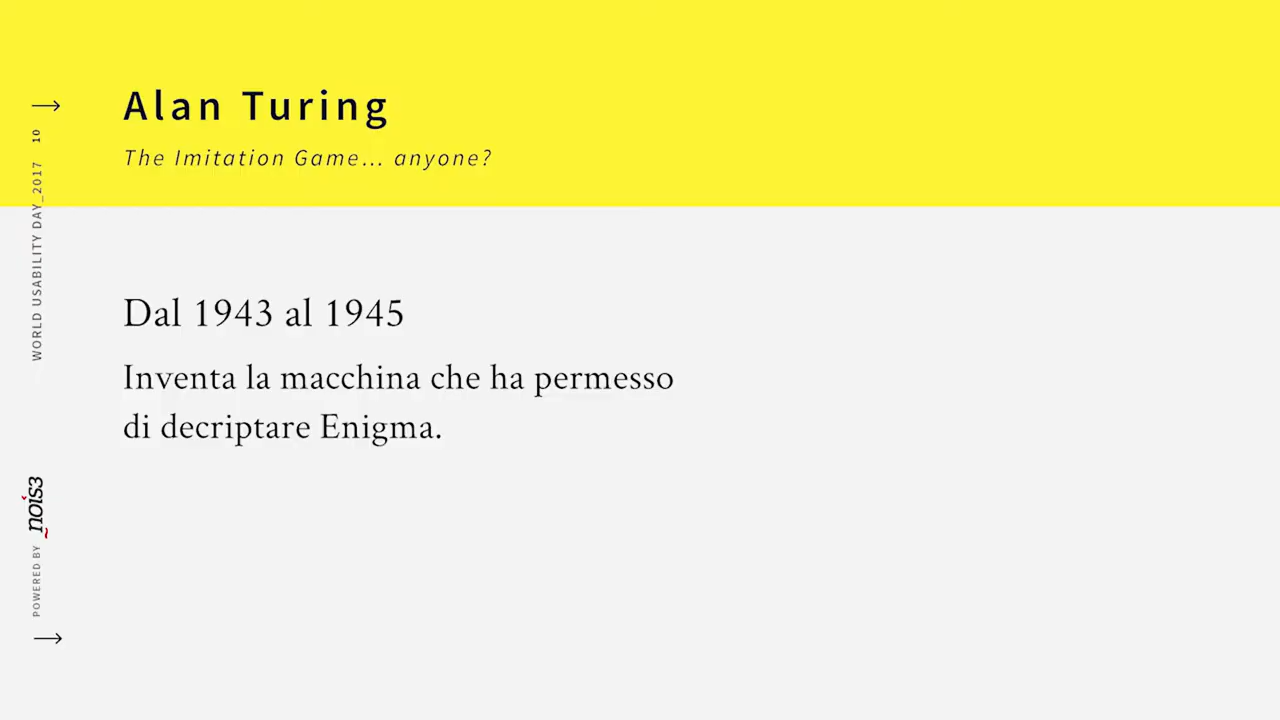 Alan Turing
The Imitation Game... anyone?
Dal 1943 al 1945
Inventa la macchina che ha permesso
di decriptare Enigma.
WORLD USABILITY DAY_2017 10
POWERED BY nois3